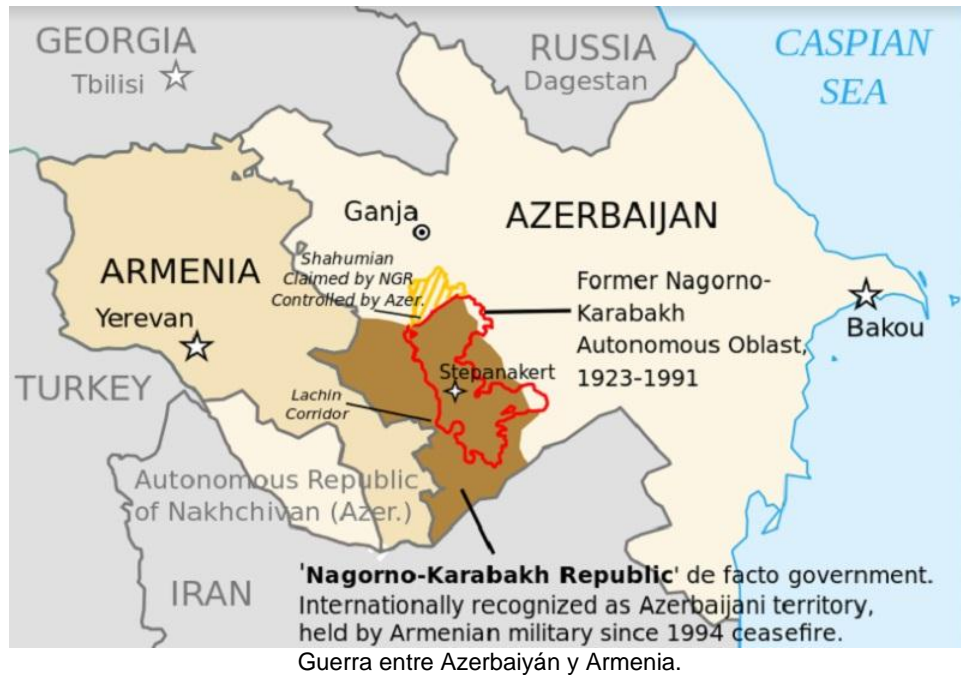 GEORGIA
Tbilisi
RUSSIA
Dagestan
CASPIAN
SEA
Ganja
AZERBAIJAN
Shahumian
Claimed by NGR
Controlled by Azer.
ARMENIA
Yerevan
Former Nagorno-
Karabakh
Autonomous Oblast,
1923-1991
Bakou
Stepanakert
TURKEY
Lachin
Corridor
Autonomous Republic
of Nakhchivan (Azer.)
IRAN
'Nagorno-Karabakh Republic' de facto government.
Internationally recognized as Azerbaijani territory,
held by Armenian military since 1994 ceasefire.
Guerra entre Azerbaiyán y Armenia.